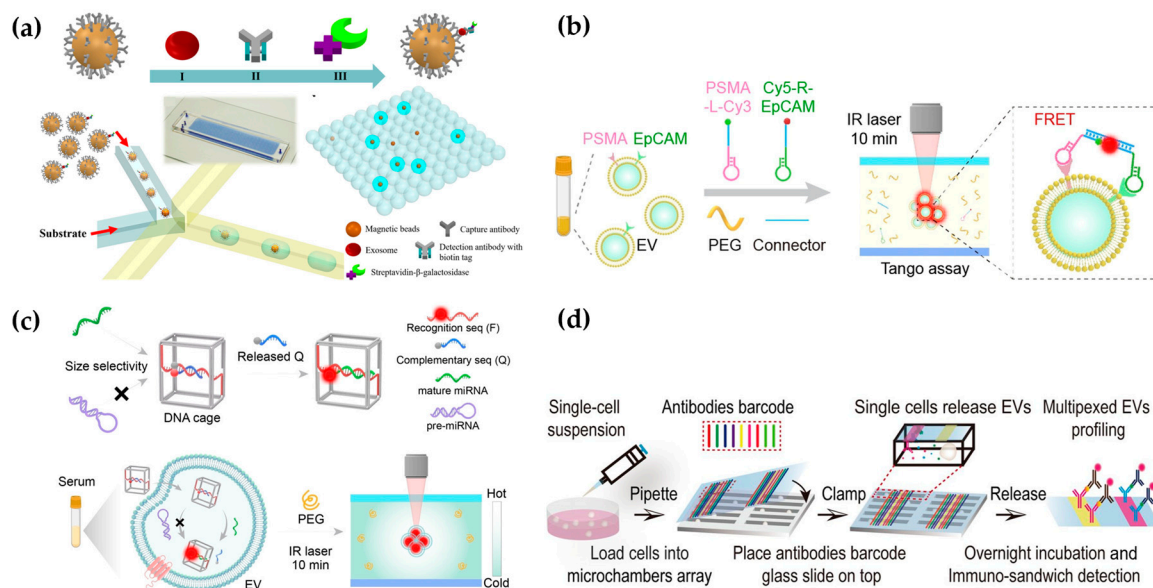 (a)
I
II
III
Substrate
Magnetic beads
Capture antibody
Exosome
Detection antibody with
biotin tag
Streptavidin-β-galactosidase
(b)
PSMA
-L-Cy3
Cy5-R-
EpCAM
PSMA EpCAM
EV
PEG
Connector
IR laser
10 min
Tango assay
FRET
(c)
Size selectivity
DNA cage
Released Q
Recognition seq (F)
Complementary seq (Q)
mature miRNA
pre-miRNA
Serum
EV
PEG
IR laser
10 min
Hot
Cold
(d)
Single-cell
suspension
Antibodies barcode
Single cells release EVs
Multipexed EVs
profiling
Pipette
Clamp
Release
Load cells into
microchambers array
Place antibodies barcode
glass slide on top
Overnight incubation and
Immuno-sandwich detection